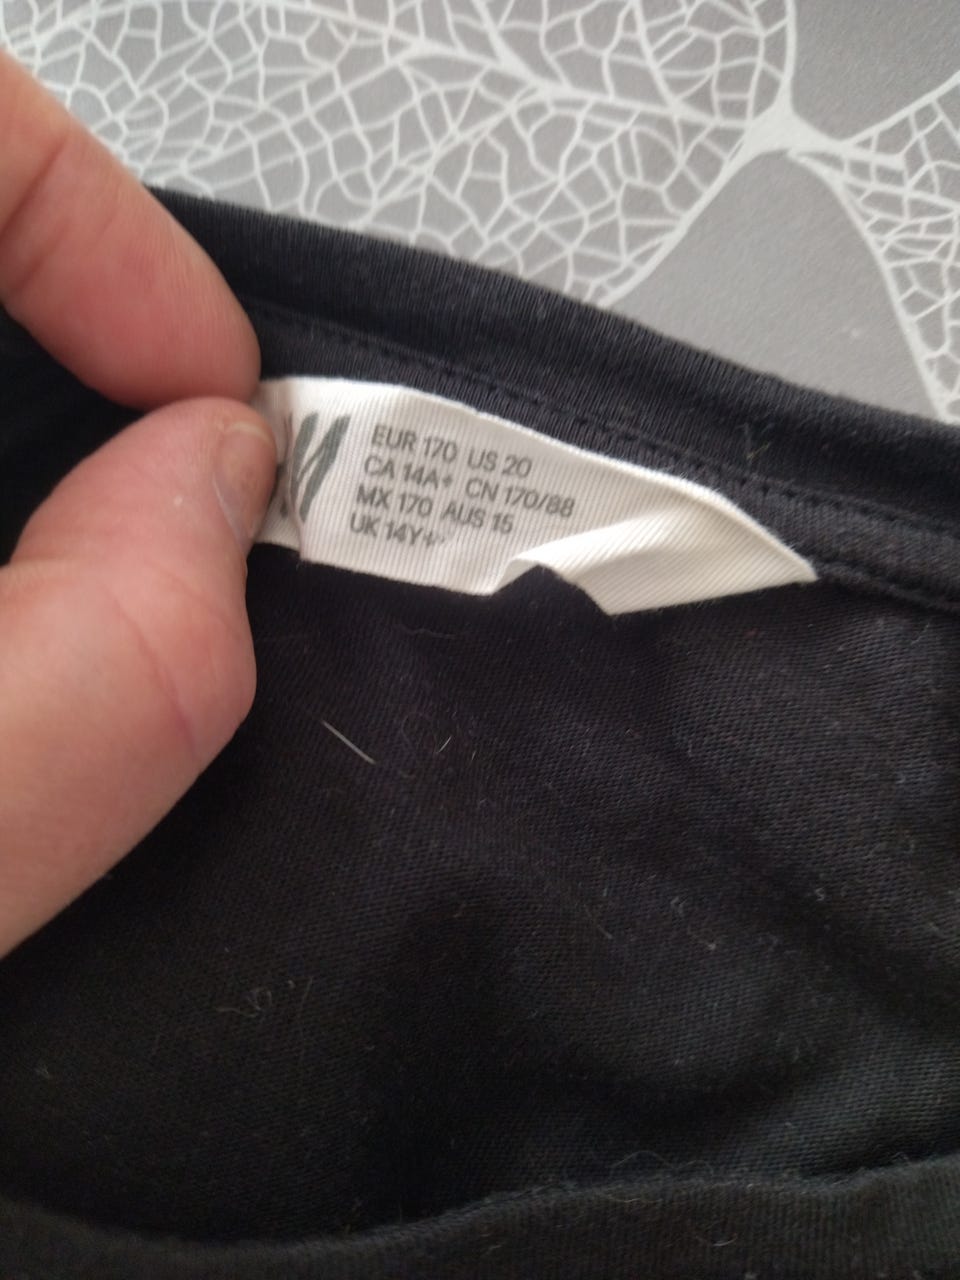 EUR 170 US 20
CA 14A+ CN 170/88
MX 170 AUS 15
UK 14Y+